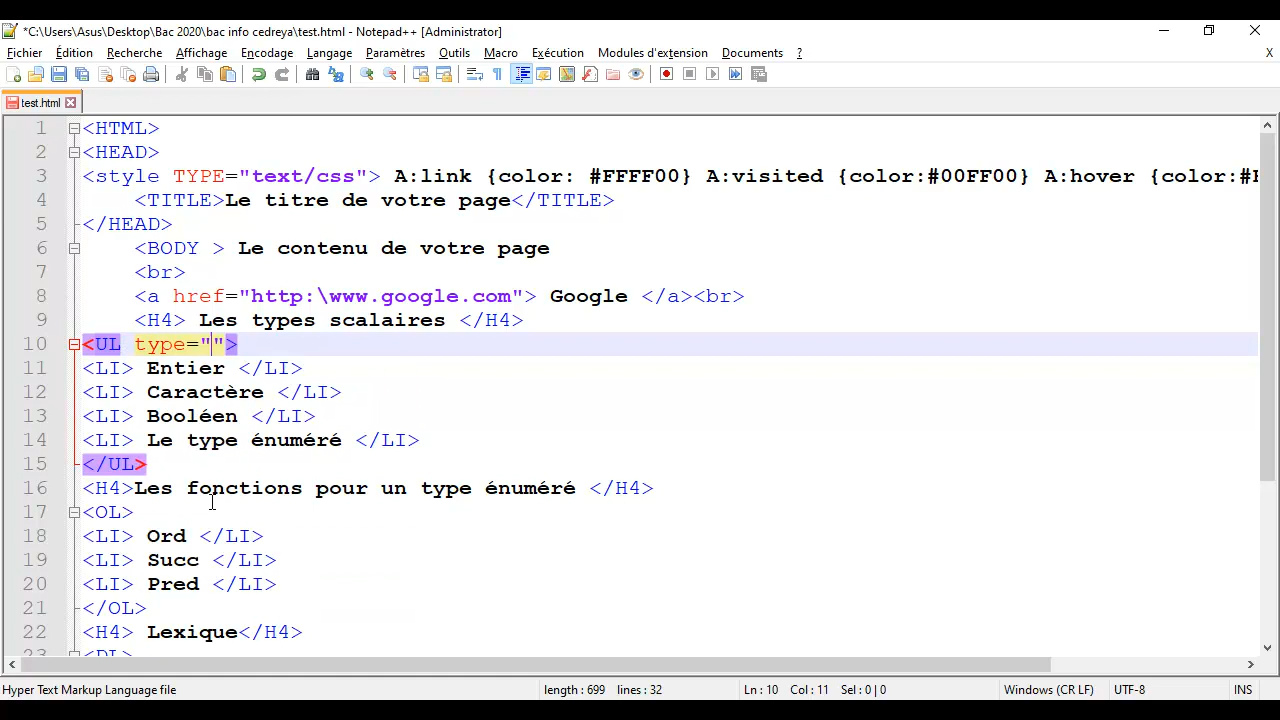 *C:\Users\Asus\Desktop\Bac 2020\bac info cedreya\test.html - Notepad++ [Administrator]
Fichier Édition Recherche Affichage Encodage Langage Paramètres Outils Macro Exécution Modules d'extension Documents ? X
test.html
1 <HTML>
2 <HEAD>
3 <style TYPE="text/css"> A:link {color: #FFFF00} A:visited {color:#00FF00} A:hover {color:#
4 <TITLE>Le titre de votre page</TITLE>
5 </HEAD>
6 <BODY > Le contenu de votre page
7 <br>
8 <a href="http:\www.google.com"> Google </a><br>
9 <H4> Les types scalaires </H4>
10 <UL type="">
11 <LI> Entier </LI>
12 <LI> Caractère </LI>
13 <LI> Booléen </LI>
14 <LI> Le type énuméré </LI>
15 </UL>
16 <H4>Les fonctions pour un type énuméré </H4>
17 <OL>
18 <LI> Ord </LI>
19 <LI> Succ </LI>
20 <LI> Pred </LI>
21 </OL>
22 <H4> Lexique</H4>
23 <DL>
Hyper Text Markup Language file length : 699 lines : 32 Ln : 10 Col : 11 Sel : 0 | 0 Windows (CR LF) UTF-8 INS